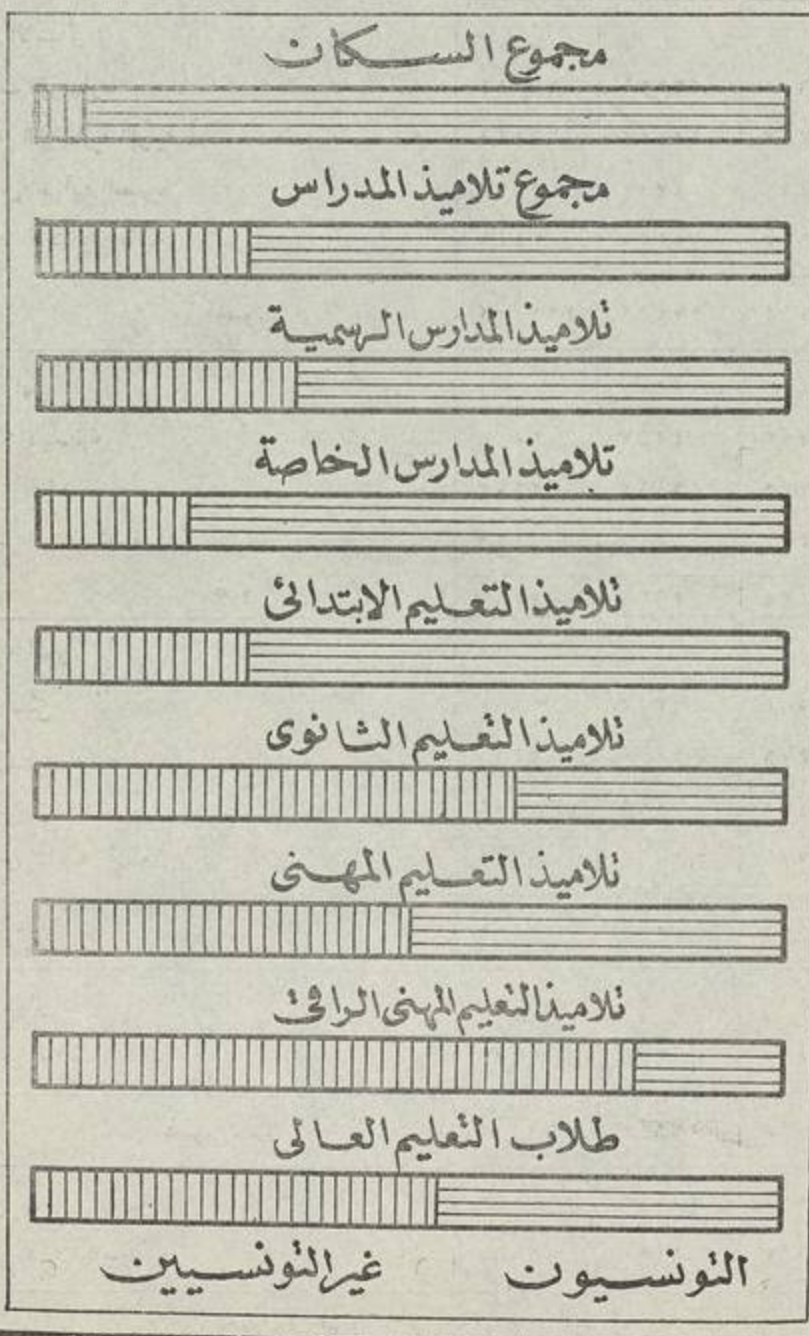 مجموع السكان
مجموع تلاميذ المدراس
تلاميذ المدارس الرسمية
تلاميذ المدارس الخاصة
تلاميذ التعليم الابتدائى
تلاميذ التعليم الثانوى
تلاميذ التعليم المهنى
تلاميذ التعليم المهنى الراقى
طلاب التعليم العالى
التونسيون غير التونسيين